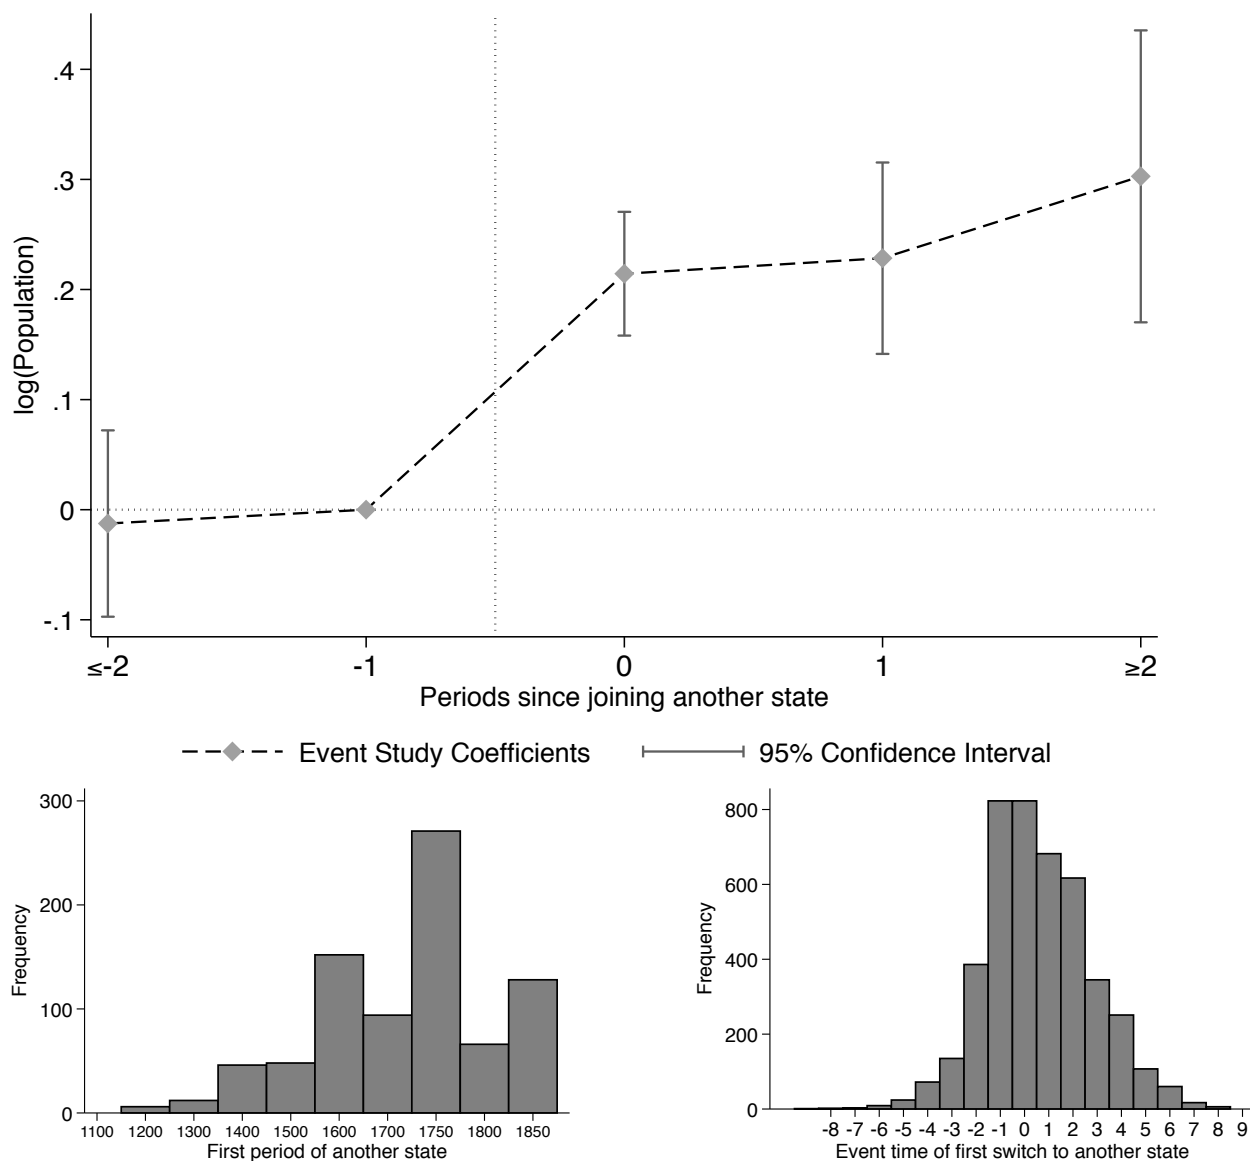 .4
.3
.2
.1
0
-.1
log(Population)
≤-2 -1 0 1 ≥2
Periods since joining another state
Event Study Coefficients 95% Confidence Interval
300
200
100
0
Frequency
1100 1200 1300 1400 1500 1600 1700 1750 1800 1850
First period of another state
800
600
400
200
0
Frequency
-8 -7 -6 -5 -4 -3 -2 -1 0 1 2 3 4 5 6 7 8 9
Event time of first switch to another state